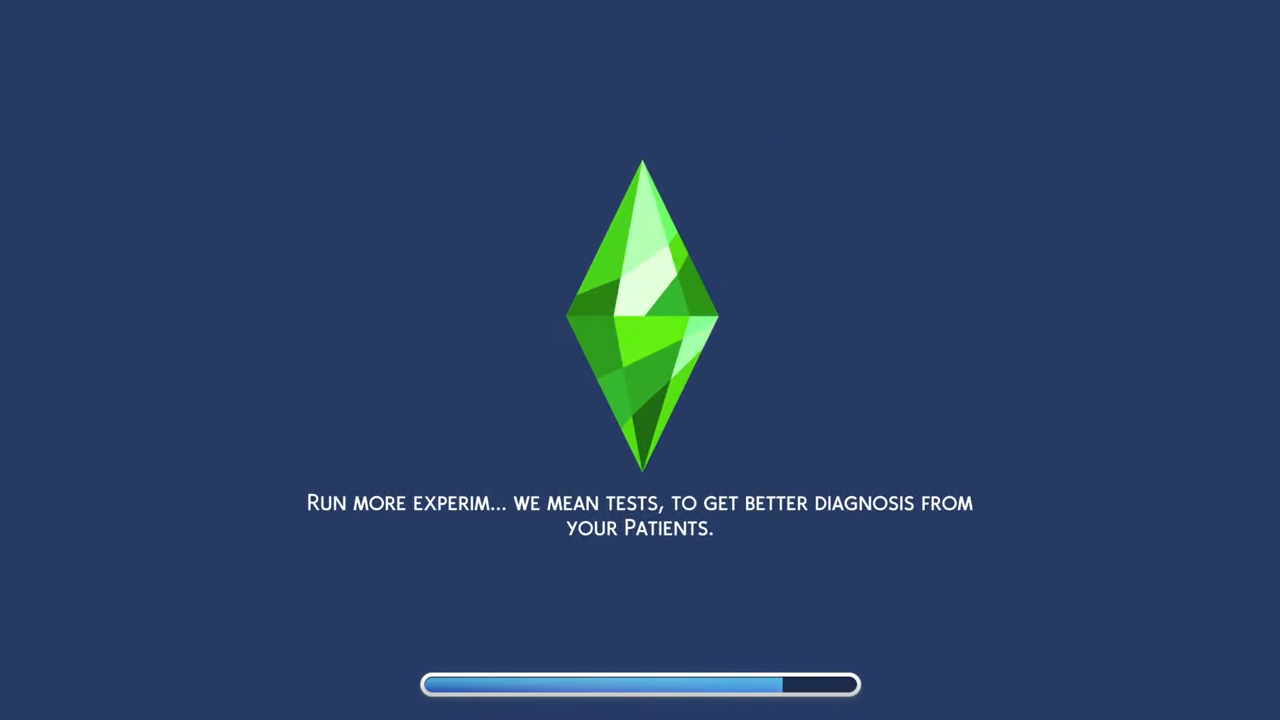 Run more experim... we mean tests, to get better diagnosis from
your Patients.